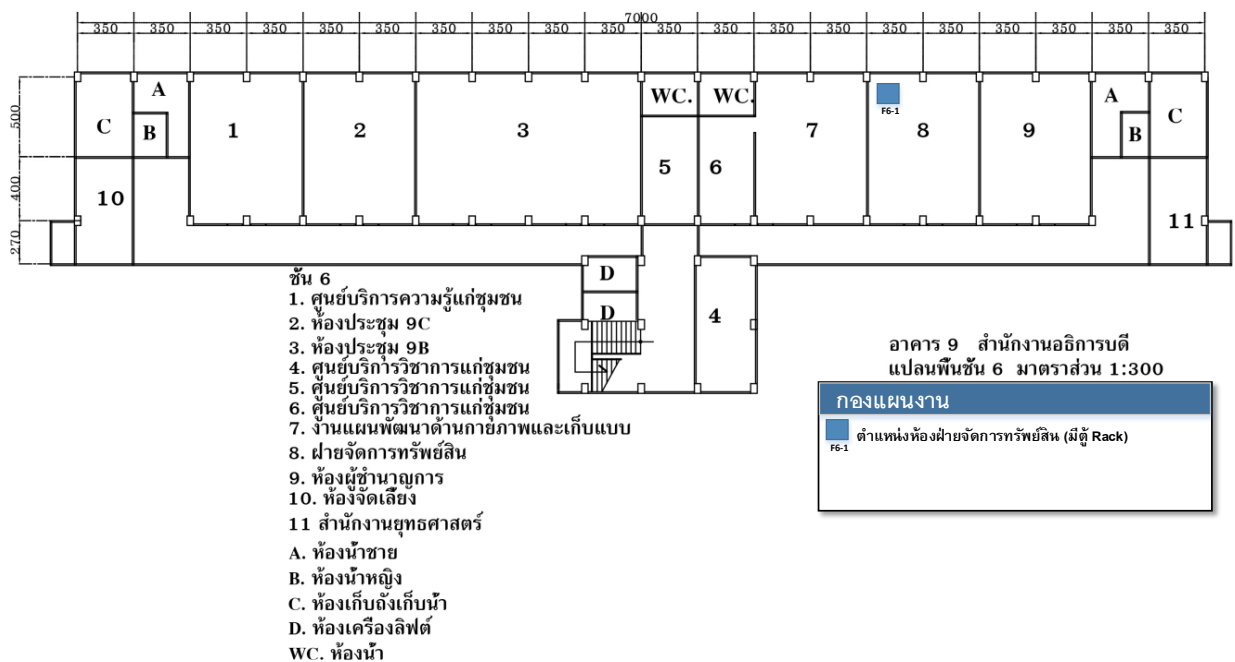 7000
350 350 350 350 350 350 350 350 350 350 350 350 350 350 350 350 350 350 350 350
500
400
270
A
B
C
1
2
3
WC.
WC.
5
6
7
F6-1
8
9
A
B
C
10
11
D
D
4
ชั้น 6
1. ศูนย์บริการความรู้แก่ชุมชน
2. ห้องประชุม 9C
3. ห้องประชุม 9B
4. ศูนย์บริการวิชาการแก่ชุมชน
5. ศูนย์บริการวิชาการแก่ชุมชน
6. ศูนย์บริการวิชาการแก่ชุมชน
7. งานแผนพัฒนาด้านกายภาพและเก็บแบบ
8. ฝ่ายจัดการทรัพย์สิน
9. ห้องผู้ชำนาญการ
10. ห้องจัดเลี้ยง
11 สำนักงานยุทธศาสตร์
A. ห้องน้ำชาย
B. ห้องน้ำหญิง
C. ห้องเก็บถังเก็บน้ำ
D. ห้องเครื่องลิฟต์
WC. ห้องน้ำ
อาคาร 9 สำนักงานอธิการบดี
แปลนพื้นชั้น 6 มาตราส่วน 1:300
กองแผนงาน
F6-1 ตำแหน่งห้องฝ่ายจัดการทรัพย์สิน (มีตู้ Rack)